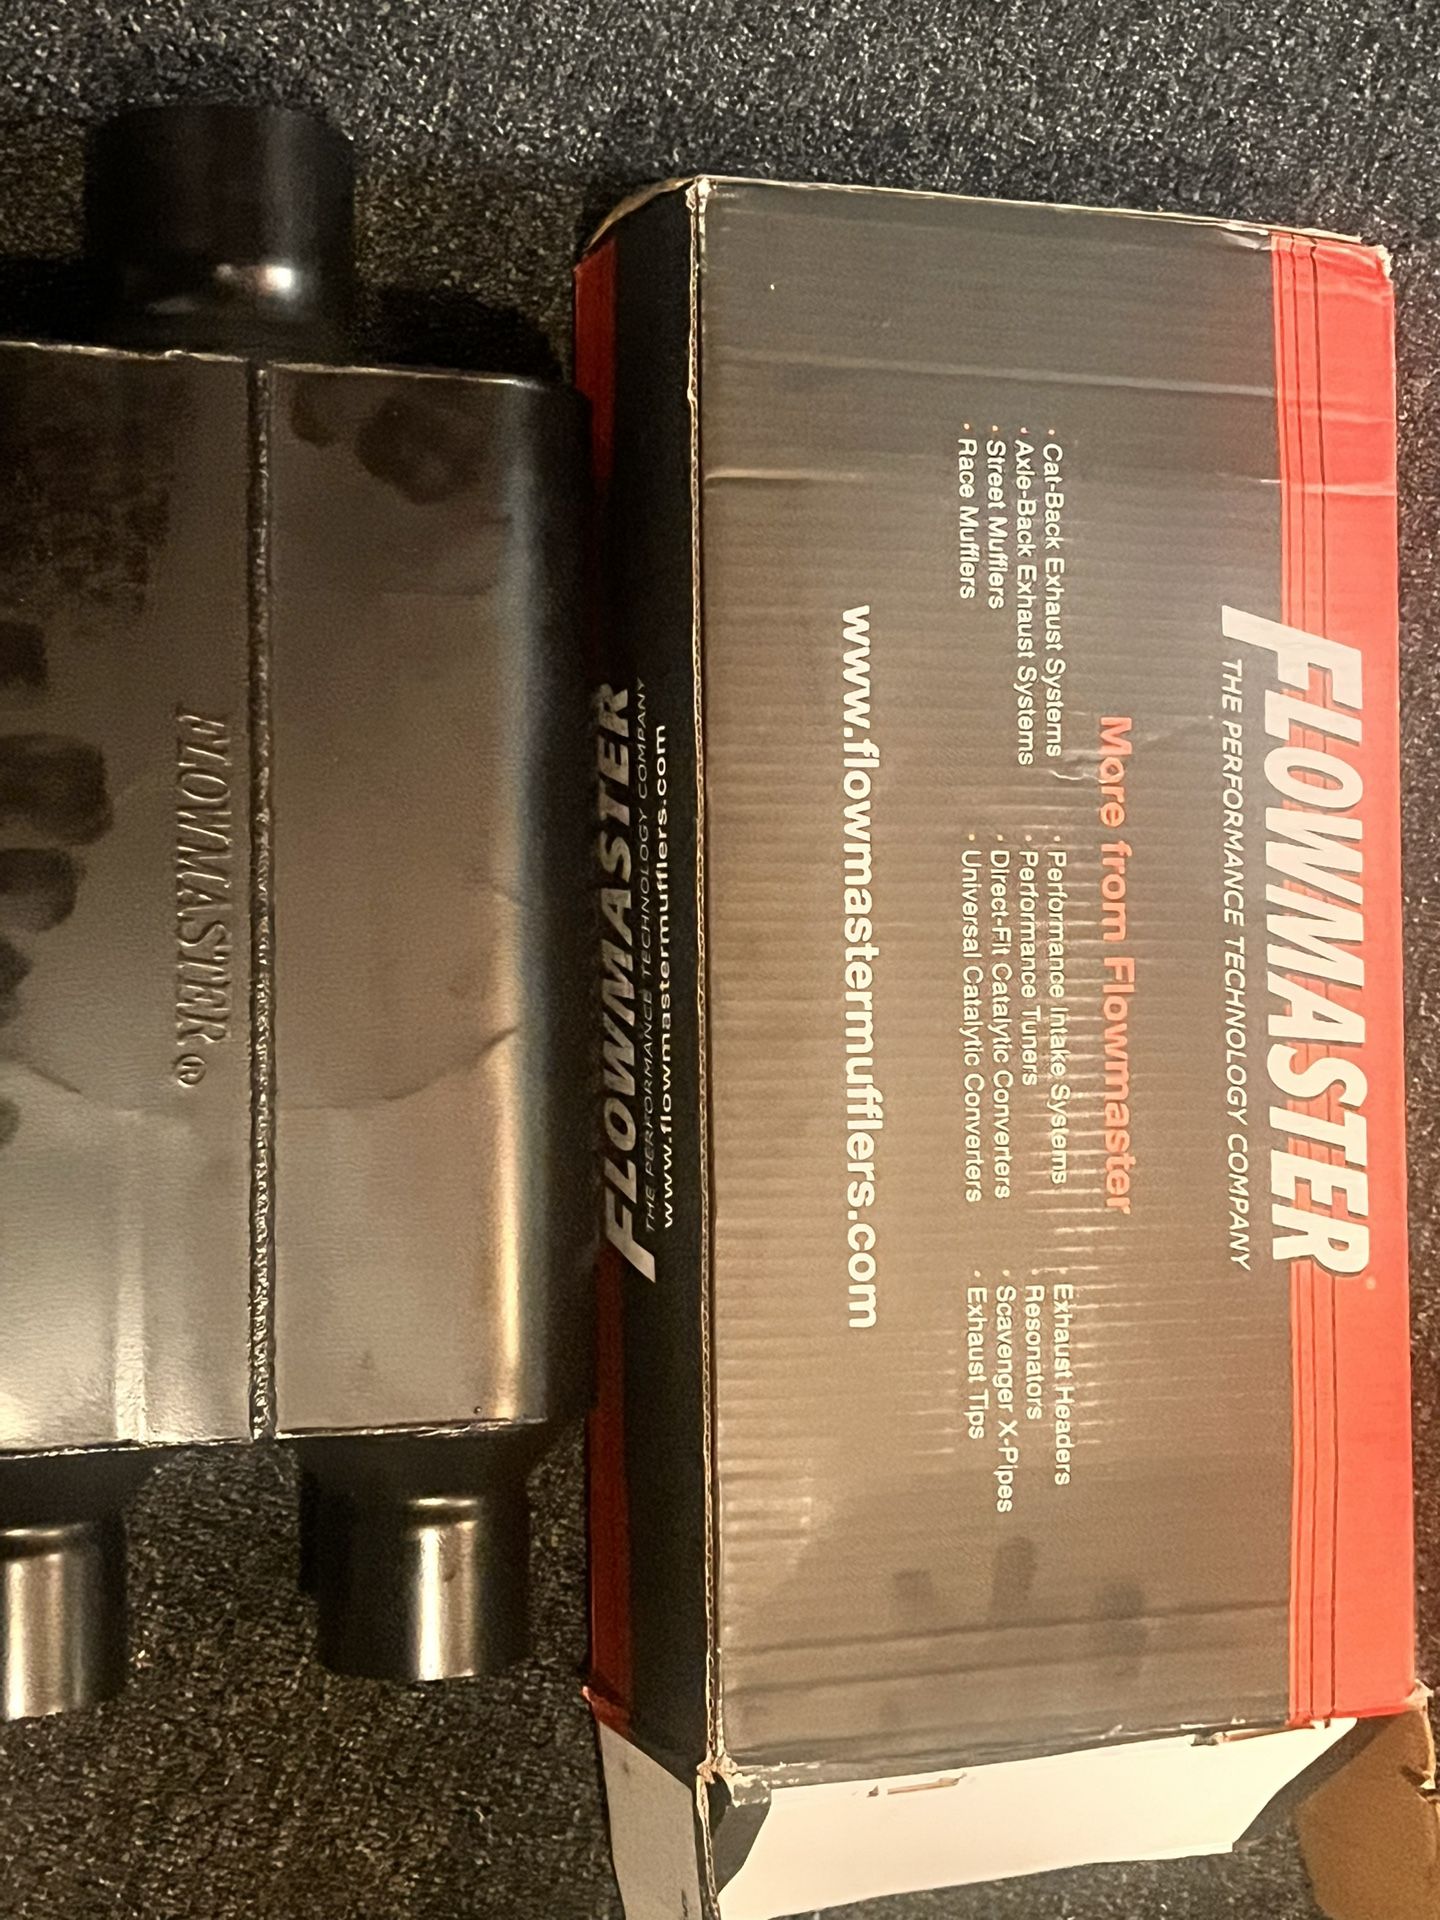 FLOWMASTER
THE PERFORMANCE TECHNOLOGY COMPANY
More from Flowmaster
• Cat-Back Exhaust Systems
• Axle-Back Exhaust Systems
• Street Mufflers
• Race Mufflers
• Performance Intake Systems
• Performance Tuners
• Direct-Fit Catalytic Converters
• Universal Catalytic Converters
• Exhaust Headers
• Resonators
• Scavenger X-Pipes
• Exhaust Tips
www.flowmastermufflers.com
FLOWMASTER
THE PERFORMANCE TECHNOLOGY COMPANY
www.flowmastermufflers.com
FLOWMASTER ®